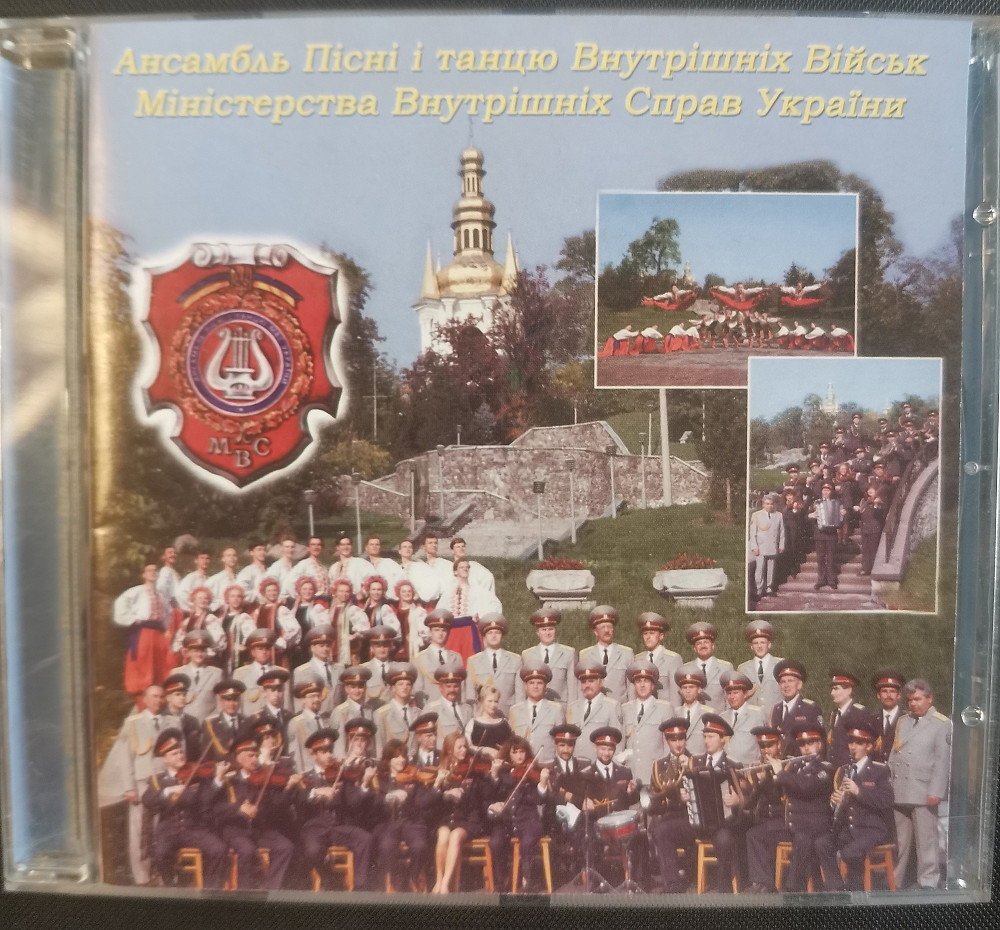 Ансамбль Пісні і танцю Внутрішніх Військ
Міністерства Внутрішніх Справ України
МВС